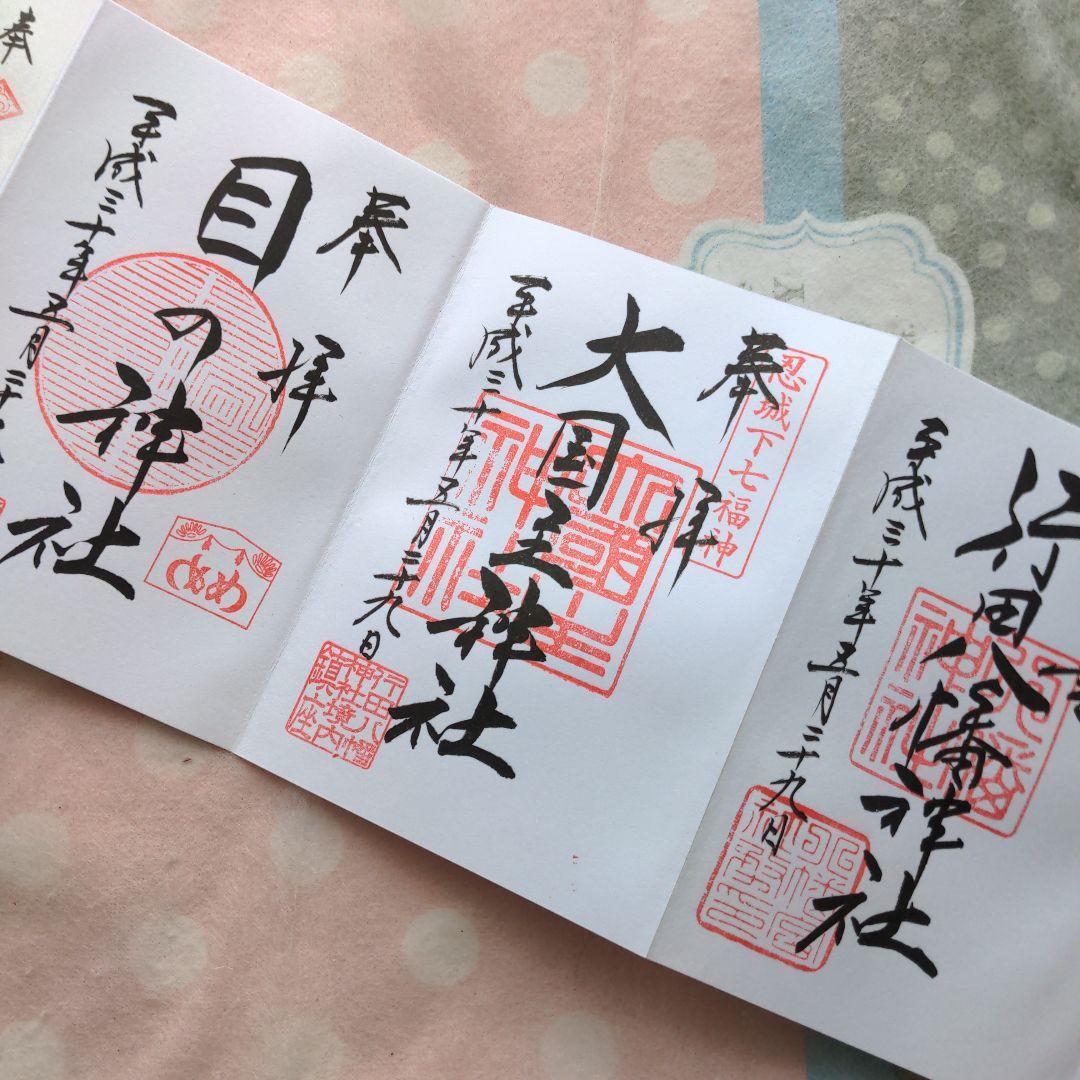 奉拝
行田八幡神社
平成三十年五月二十九日
奉拝
忍城下七福神
大国主神社
行田八幡
神社境内
鎮座
平成三十年五月二十九日
奉拝
目の神社
めめ
平成三十年五月二十
奉